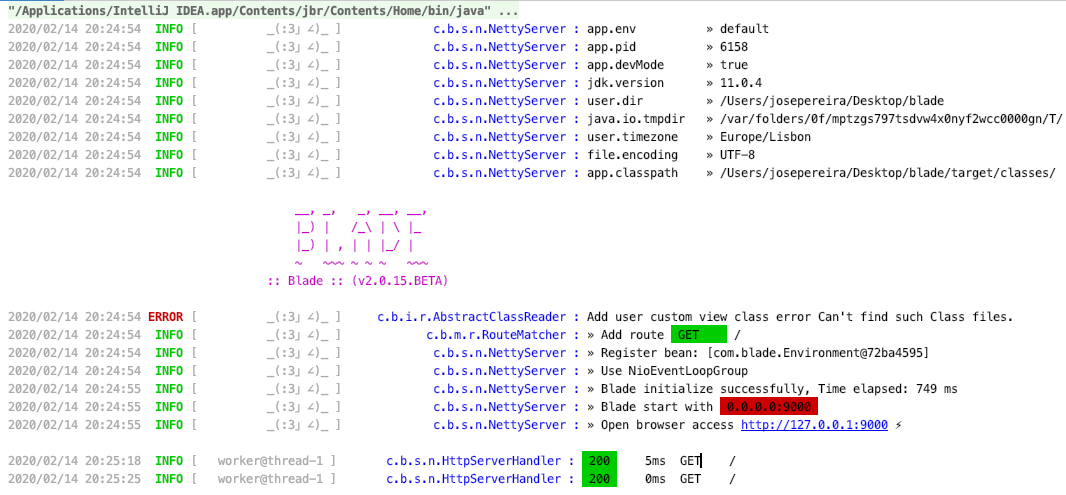 "/Applications/IntelliJ IDEA.app/Contents/jbr/Contents/Home/bin/java" ...
2020/02/14 20:24:54 INFO [ _(:3」∠)_ ] c.b.s.n.NettyServer : app.env » default
2020/02/14 20:24:54 INFO [ _(:3」∠)_ ] c.b.s.n.NettyServer : app.pid » 6158
2020/02/14 20:24:54 INFO [ _(:3」∠)_ ] c.b.s.n.NettyServer : app.devMode » true
2020/02/14 20:24:54 INFO [ _(:3」∠)_ ] c.b.s.n.NettyServer : jdk.version » 11.0.4
2020/02/14 20:24:54 INFO [ _(:3」∠)_ ] c.b.s.n.NettyServer : user.dir » /Users/josepereira/Desktop/blade
2020/02/14 20:24:54 INFO [ _(:3」∠)_ ] c.b.s.n.NettyServer : java.io.tmpdir » /var/folders/0f/mptzgs797tsdvw4x0nyf2wcc0000gn/T/
2020/02/14 20:24:54 INFO [ _(:3」∠)_ ] c.b.s.n.NettyServer : user.timezone » Europe/Lisbon
2020/02/14 20:24:54 INFO [ _(:3」∠)_ ] c.b.s.n.NettyServer : file.encoding » UTF-8
2020/02/14 20:24:54 INFO [ _(:3」∠)_ ] c.b.s.n.NettyServer : app.classpath » /Users/josepereira/Desktop/blade/target/classes/
__, _,   _, __, __,
|_) |   /_\ | \ |_
|_) | , | | |_/ |
~   ~~~ ~ ~ ~   ~~~
:: Blade :: (v2.0.15.BETA)
2020/02/14 20:24:54 ERROR [ _(:3」∠)_ ] c.b.i.r.AbstractClassReader : Add user custom view class error Can't find such Class files.
2020/02/14 20:24:54 INFO [ _(:3」∠)_ ] c.b.m.r.RouteMatcher : » Add route GET /
2020/02/14 20:24:54 INFO [ _(:3」∠)_ ] c.b.s.n.NettyServer : » Register bean: [com.blade.Environment@72ba4595]
2020/02/14 20:24:54 INFO [ _(:3」∠)_ ] c.b.s.n.NettyServer : » Use NioEventLoopGroup
2020/02/14 20:24:55 INFO [ _(:3」∠)_ ] c.b.s.n.NettyServer : » Blade initialize successfully, Time elapsed: 749 ms
2020/02/14 20:24:55 INFO [ _(:3」∠)_ ] c.b.s.n.NettyServer : » Blade start with 0.0.0.0:9000
2020/02/14 20:24:55 INFO [ _(:3」∠)_ ] c.b.s.n.NettyServer : » Open browser access http://127.0.0.1:9000 ⚡
2020/02/14 20:25:18 INFO [ worker@thread-1 ] c.b.s.n.HttpServerHandler : 200 5ms GET /
2020/02/14 20:25:25 INFO [ worker@thread-1 ] c.b.s.n.HttpServerHandler : 200 0ms GET /